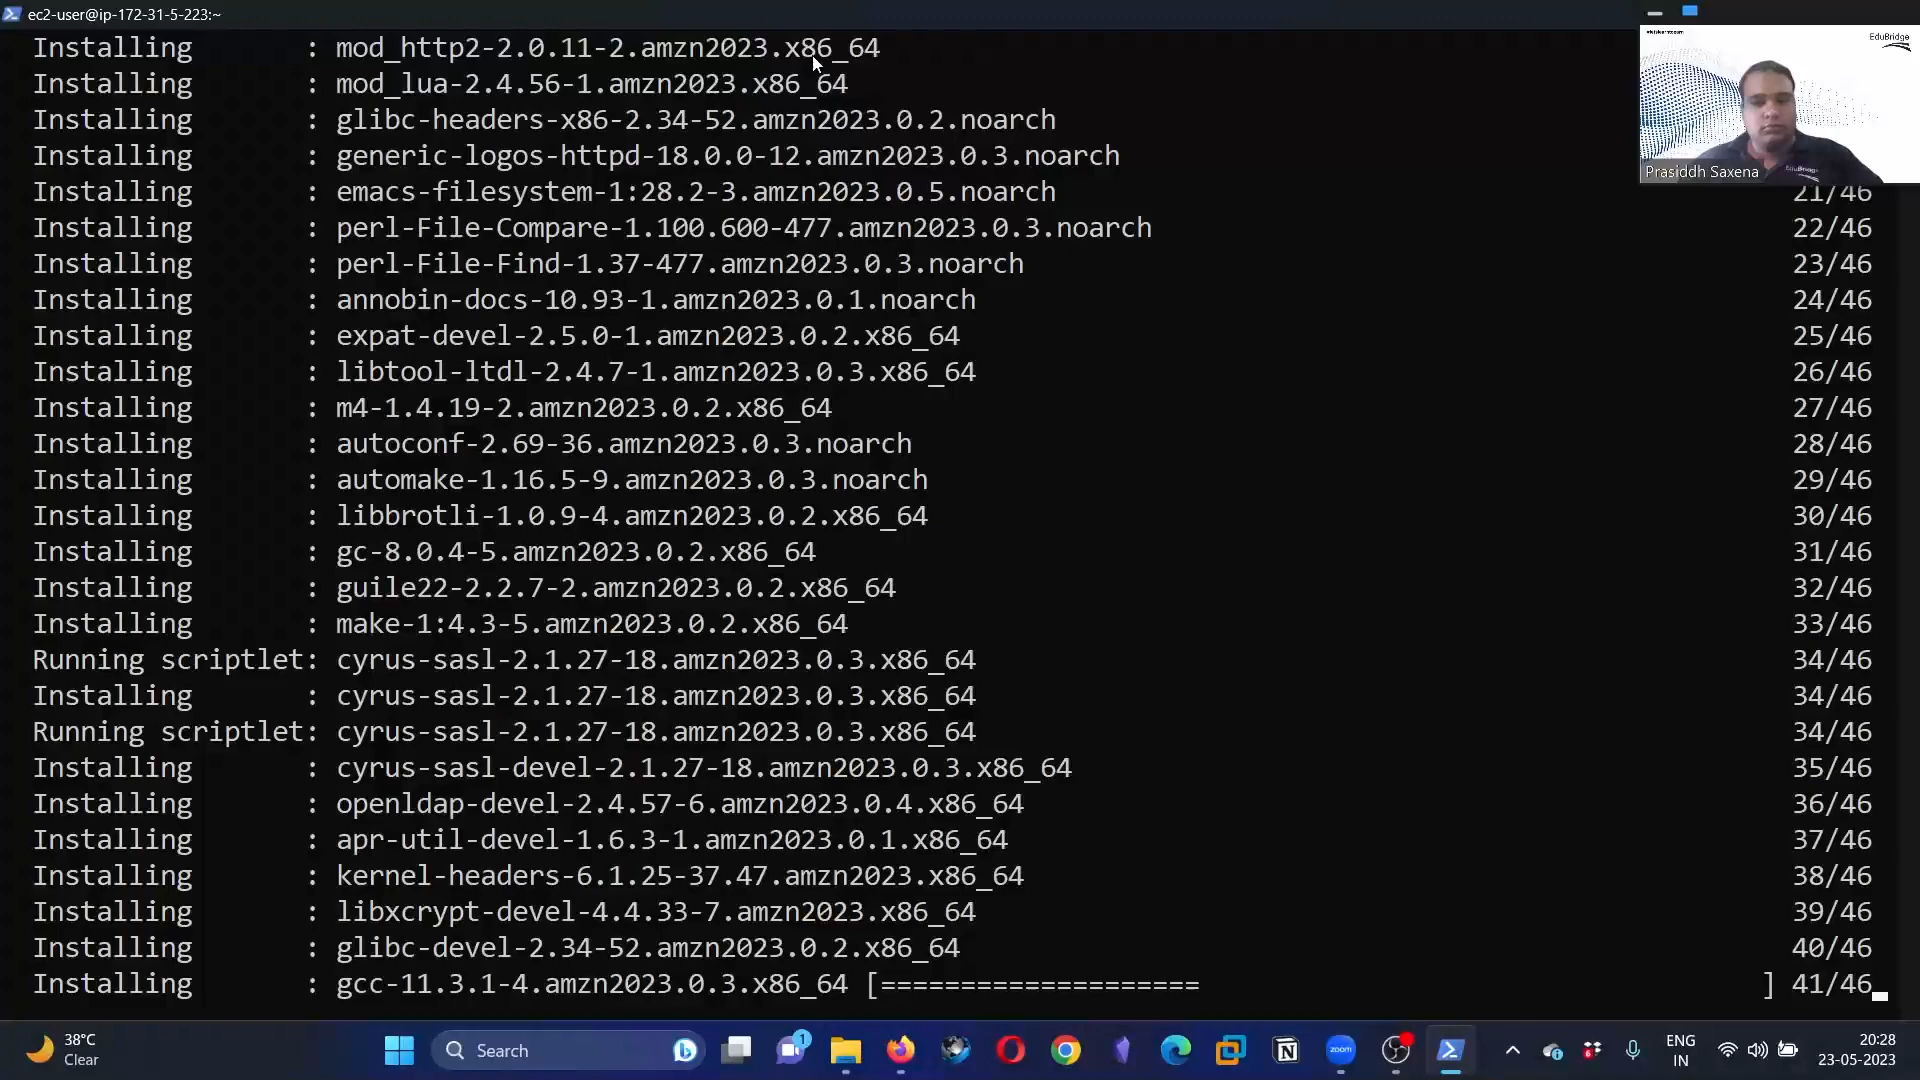 ec2-user@ip-172-31-5-223:~
Installing : mod_http2-2.0.11-2.amzn2023.x86_64
Installing : mod_lua-2.4.56-1.amzn2023.x86_64
Installing : glibc-headers-x86-2.34-52.amzn2023.0.2.noarch
Installing : generic-logos-httpd-18.0.0-12.amzn2023.0.3.noarch
Installing : emacs-filesystem-1:28.2-3.amzn2023.0.5.noarch 21/46
Installing : perl-File-Compare-1.100.600-477.amzn2023.0.3.noarch 22/46
Installing : perl-File-Find-1.37-477.amzn2023.0.3.noarch 23/46
Installing : annobin-docs-10.93-1.amzn2023.0.1.noarch 24/46
Installing : expat-devel-2.5.0-1.amzn2023.0.2.x86_64 25/46
Installing : libtool-ltdl-2.4.7-1.amzn2023.0.3.x86_64 26/46
Installing : m4-1.4.19-2.amzn2023.0.2.x86_64 27/46
Installing : autoconf-2.69-36.amzn2023.0.3.noarch 28/46
Installing : automake-1.16.5-9.amzn2023.0.3.noarch 29/46
Installing : libbrotli-1.0.9-4.amzn2023.0.2.x86_64 30/46
Installing : gc-8.0.4-5.amzn2023.0.2.x86_64 31/46
Installing : guile22-2.2.7-2.amzn2023.0.2.x86_64 32/46
Installing : make-1:4.3-5.amzn2023.0.2.x86_64 33/46
Running scriptlet: cyrus-sasl-2.1.27-18.amzn2023.0.3.x86_64 34/46
Installing : cyrus-sasl-2.1.27-18.amzn2023.0.3.x86_64 34/46
Running scriptlet: cyrus-sasl-2.1.27-18.amzn2023.0.3.x86_64 34/46
Installing : cyrus-sasl-devel-2.1.27-18.amzn2023.0.3.x86_64 35/46
Installing : openldap-devel-2.4.57-6.amzn2023.0.4.x86_64 36/46
Installing : apr-util-devel-1.6.3-1.amzn2023.0.1.x86_64 37/46
Installing : kernel-headers-6.1.25-37.47.amzn2023.x86_64 38/46
Installing : libxcrypt-devel-4.4.33-7.amzn2023.x86_64 39/46
Installing : glibc-devel-2.34-52.amzn2023.0.2.x86_64 40/46
Installing : gcc-11.3.1-4.amzn2023.0.3.x86_64 [==================== ] 41/46
EduBridge
Prasiddh Saxena
38°C
Clear
Search
1
zoom
ENG
IN
20:28
23-05-2023